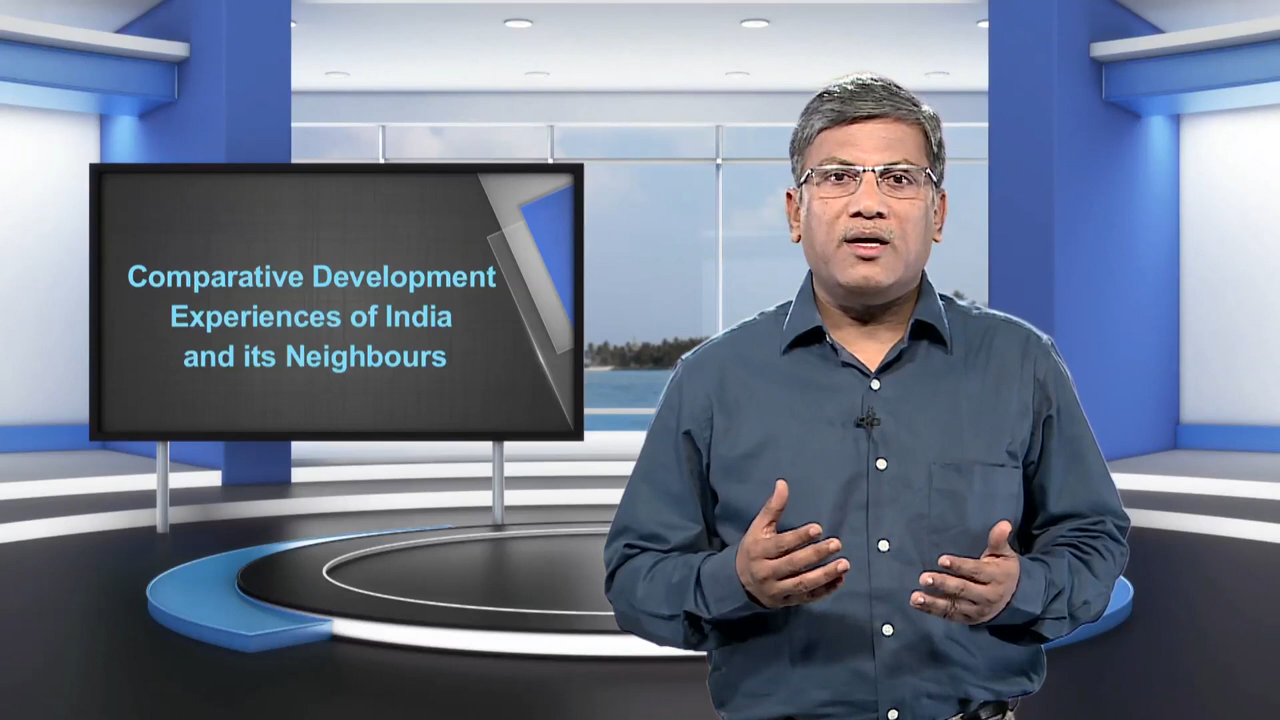 Comparative Development
Experiences of India
and its Neighbours